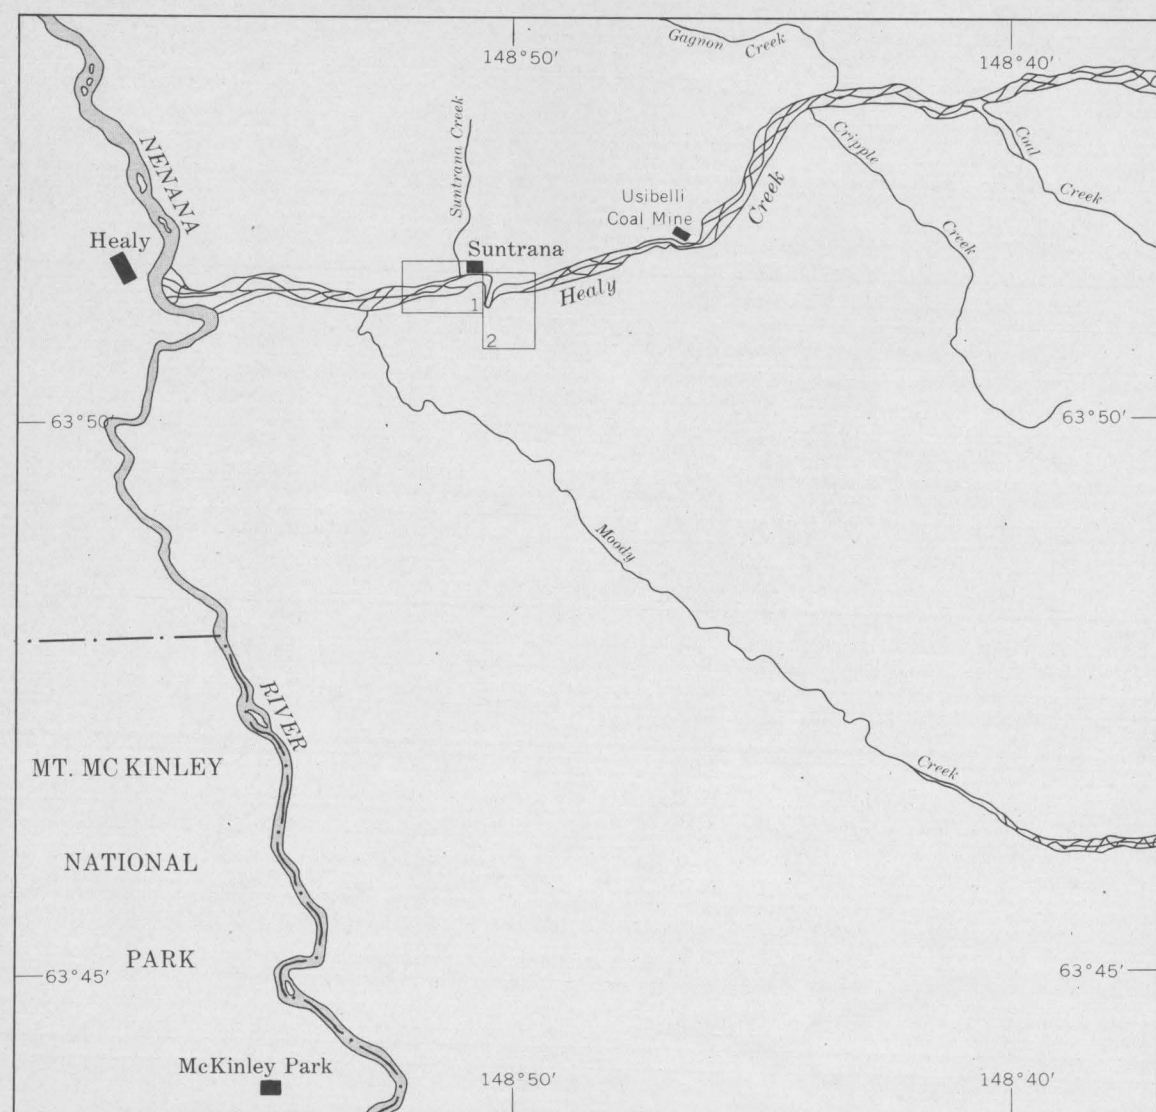 Gagnon Creek
148°50'
148°40'
NENANA
Suntrana Creek
Cripple
Coal
Creek
Usibelli
Coal Mine
Creek
Creek
Healy
Suntrana
Healy
1
2
63°50'
63°50'
Moody
RIVER
MT. MC KINLEY
Creek
NATIONAL
PARK
63°45'
63°45'
McKinley Park
148°50'
148°40'